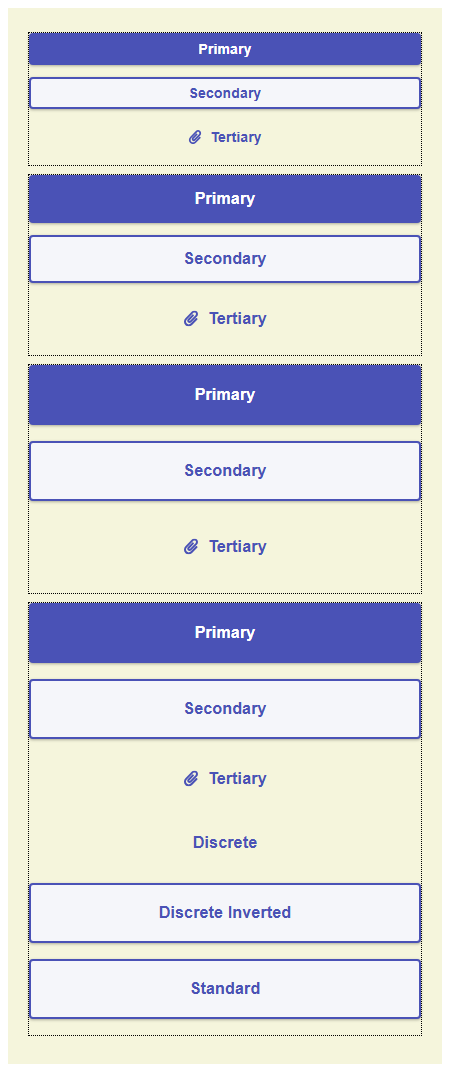 Primary
Secondary
Tertiary
Primary
Secondary
Tertiary
Primary
Secondary
Tertiary
Primary
Secondary
Tertiary
Discrete
Discrete Inverted
Standard